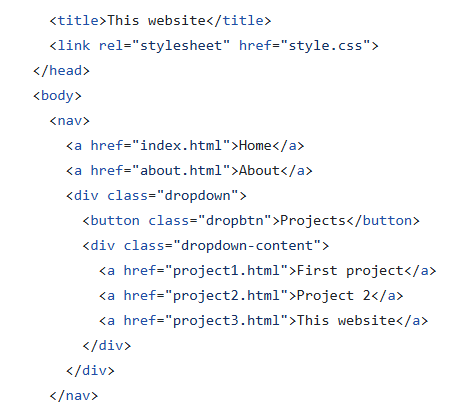 <title>This website</title>
<link rel="stylesheet" href="style.css">
</head>
<body>
<nav>
<a href="index.html">Home</a>
<a href="about.html">About</a>
<div class="dropdown">
<button class="dropbtn">Projects</button>
<div class="dropdown-content">
<a href="project1.html">First project</a>
<a href="project2.html">Project 2</a>
<a href="project3.html">This website</a>
</div>
</div>
</nav>